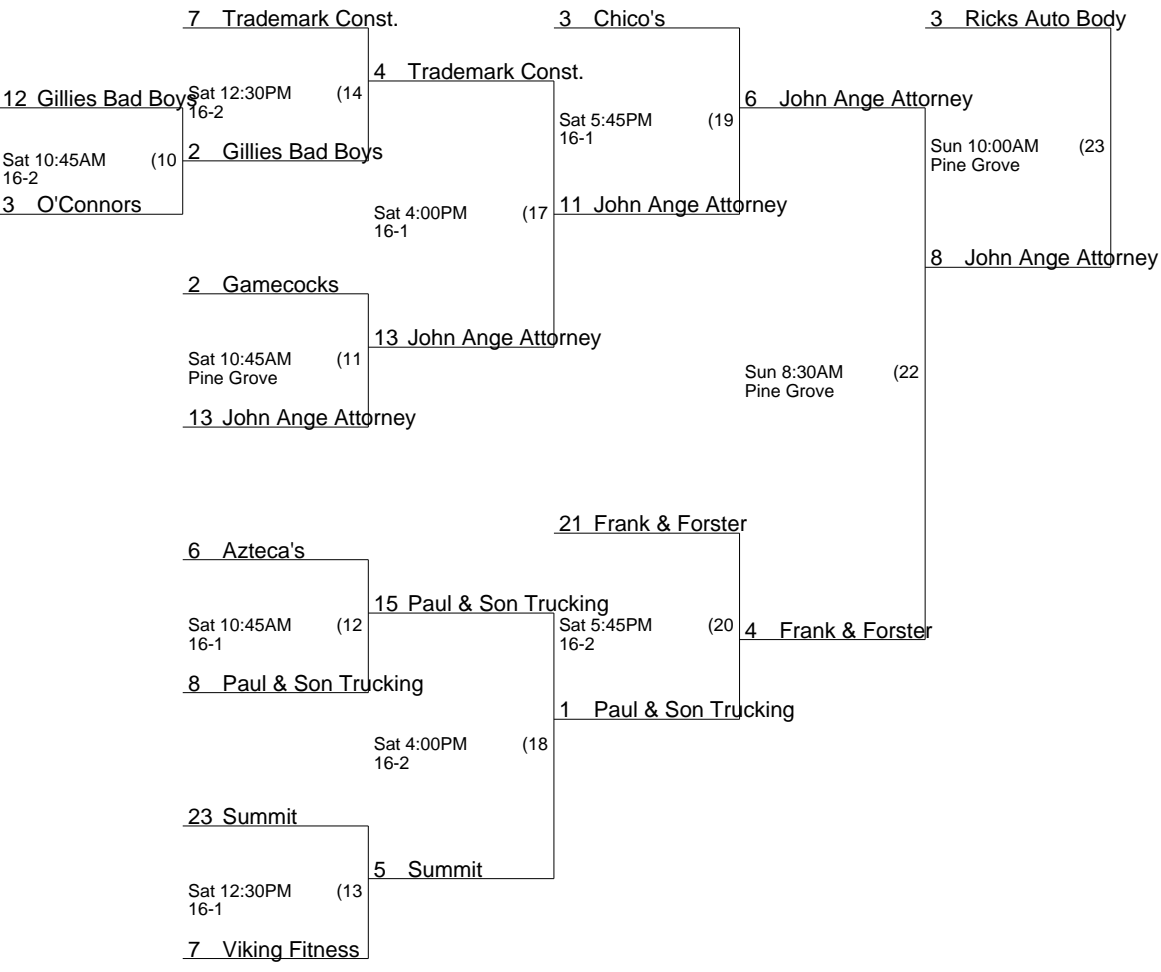 7 Trademark Const.
3 Chico's
3 Ricks Auto Body
4 Trademark Const.
12 Gillies Bad Boys
Sat 12:30PM (14
16-2
6 John Ange Attorney
Sat 5:45PM (19
16-1
Sun 10:00AM (23
Pine Grove
Sat 10:45AM (10
16-2
2 Gillies Bad Boys
3 O'Connors
Sat 4:00PM (17
16-1
11 John Ange Attorney
8 John Ange Attorney
2 Gamecocks
13 John Ange Attorney
Sat 10:45AM (11
Pine Grove
Sun 8:30AM (22
Pine Grove
13 John Ange Attorney
21 Frank & Forster
6 Azteca's
15 Paul & Son Trucking
Sat 10:45AM (12
16-1
Sat 5:45PM (20
16-2
4 Frank & Forster
8 Paul & Son Trucking
1 Paul & Son Trucking
Sat 4:00PM (18
16-2
23 Summit
5 Summit
Sat 12:30PM (13
16-1
7 Viking Fitness